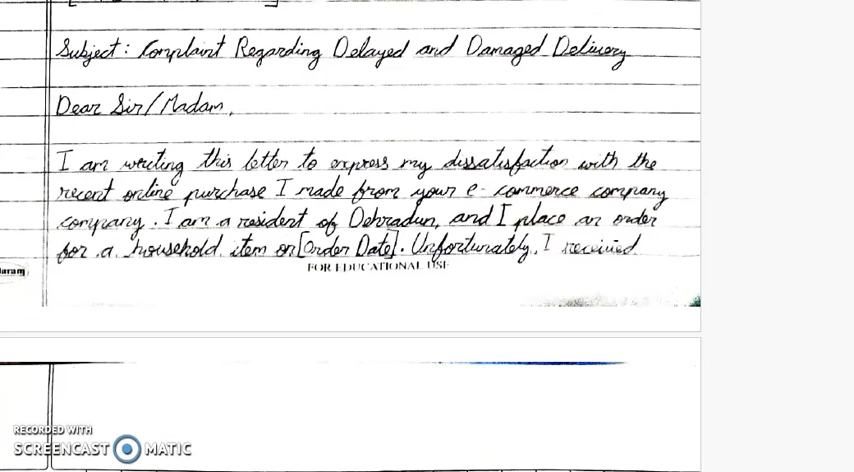 Subject: Complaint Regarding Delayed and Damaged Delivery
Dear Sir/Madam,
I am writing this letter to express my dissatisfaction with the
recent online purchase I made from your e-commerce company
company. I am a resident of Dehradun, and I place an order
for a household item on [Order Date]. Unfortunately, I received
FOR EDUCATIONAL USE
RECORDED WITH
SCREENCAST MATIC